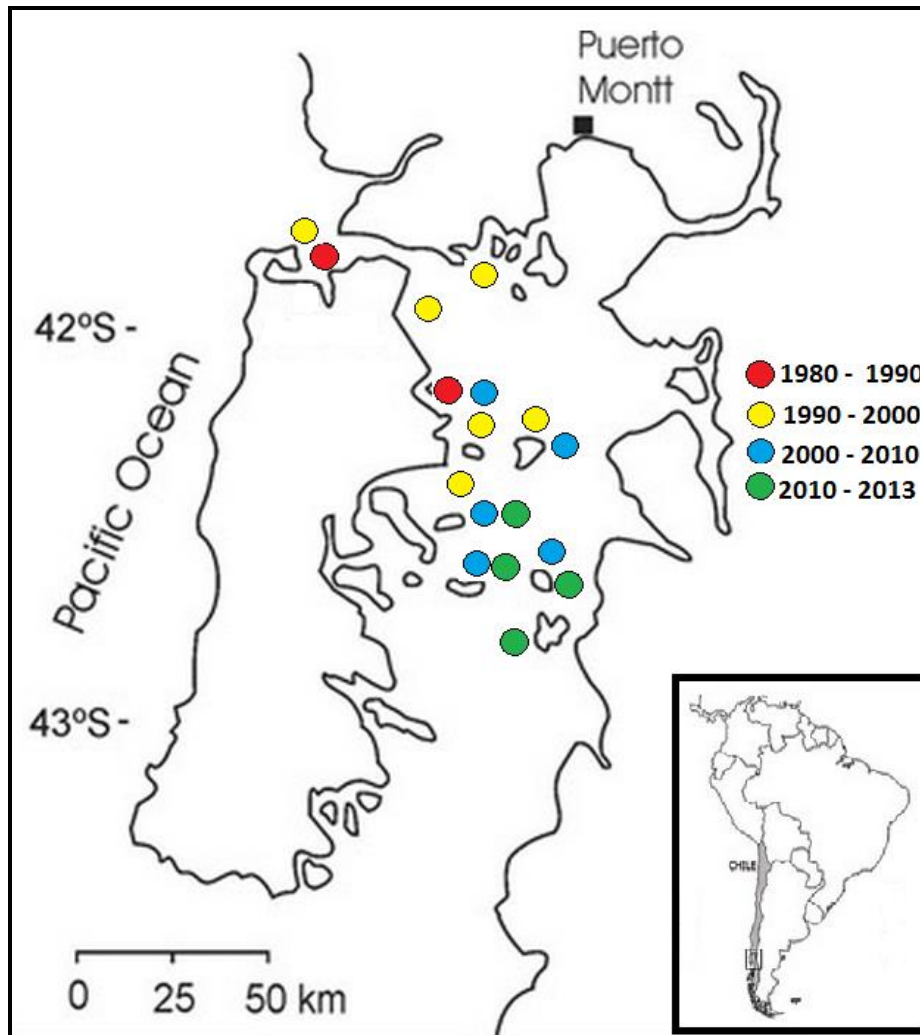 Puerto
Montt
42ºS -
Pacific Ocean
1980 - 1990
1990 - 2000
2000 - 2010
2010 - 2013
43ºS -
CHILE
0 25 50 km